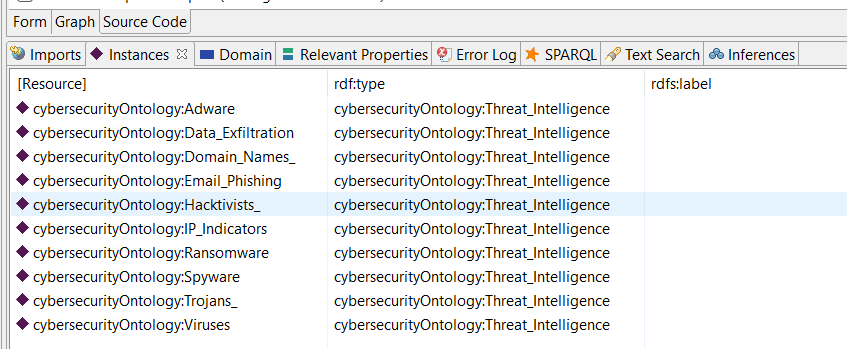 Form Graph Source Code
Imports Instances Domain Relevant Properties Error Log SPARQL Text Search Inferences
[Resource] rdf:type rdfs:label
cybersecurityOntology:Adware cybersecurityOntology:Threat_Intelligence
cybersecurityOntology:Data_Exfiltration cybersecurityOntology:Threat_Intelligence
cybersecurityOntology:Domain_Names_ cybersecurityOntology:Threat_Intelligence
cybersecurityOntology:Email_Phishing cybersecurityOntology:Threat_Intelligence
cybersecurityOntology:Hacktivists_ cybersecurityOntology:Threat_Intelligence
cybersecurityOntology:IP_Indicators cybersecurityOntology:Threat_Intelligence
cybersecurityOntology:Ransomware cybersecurityOntology:Threat_Intelligence
cybersecurityOntology:Spyware cybersecurityOntology:Threat_Intelligence
cybersecurityOntology:Trojans_ cybersecurityOntology:Threat_Intelligence
cybersecurityOntology:Viruses cybersecurityOntology:Threat_Intelligence